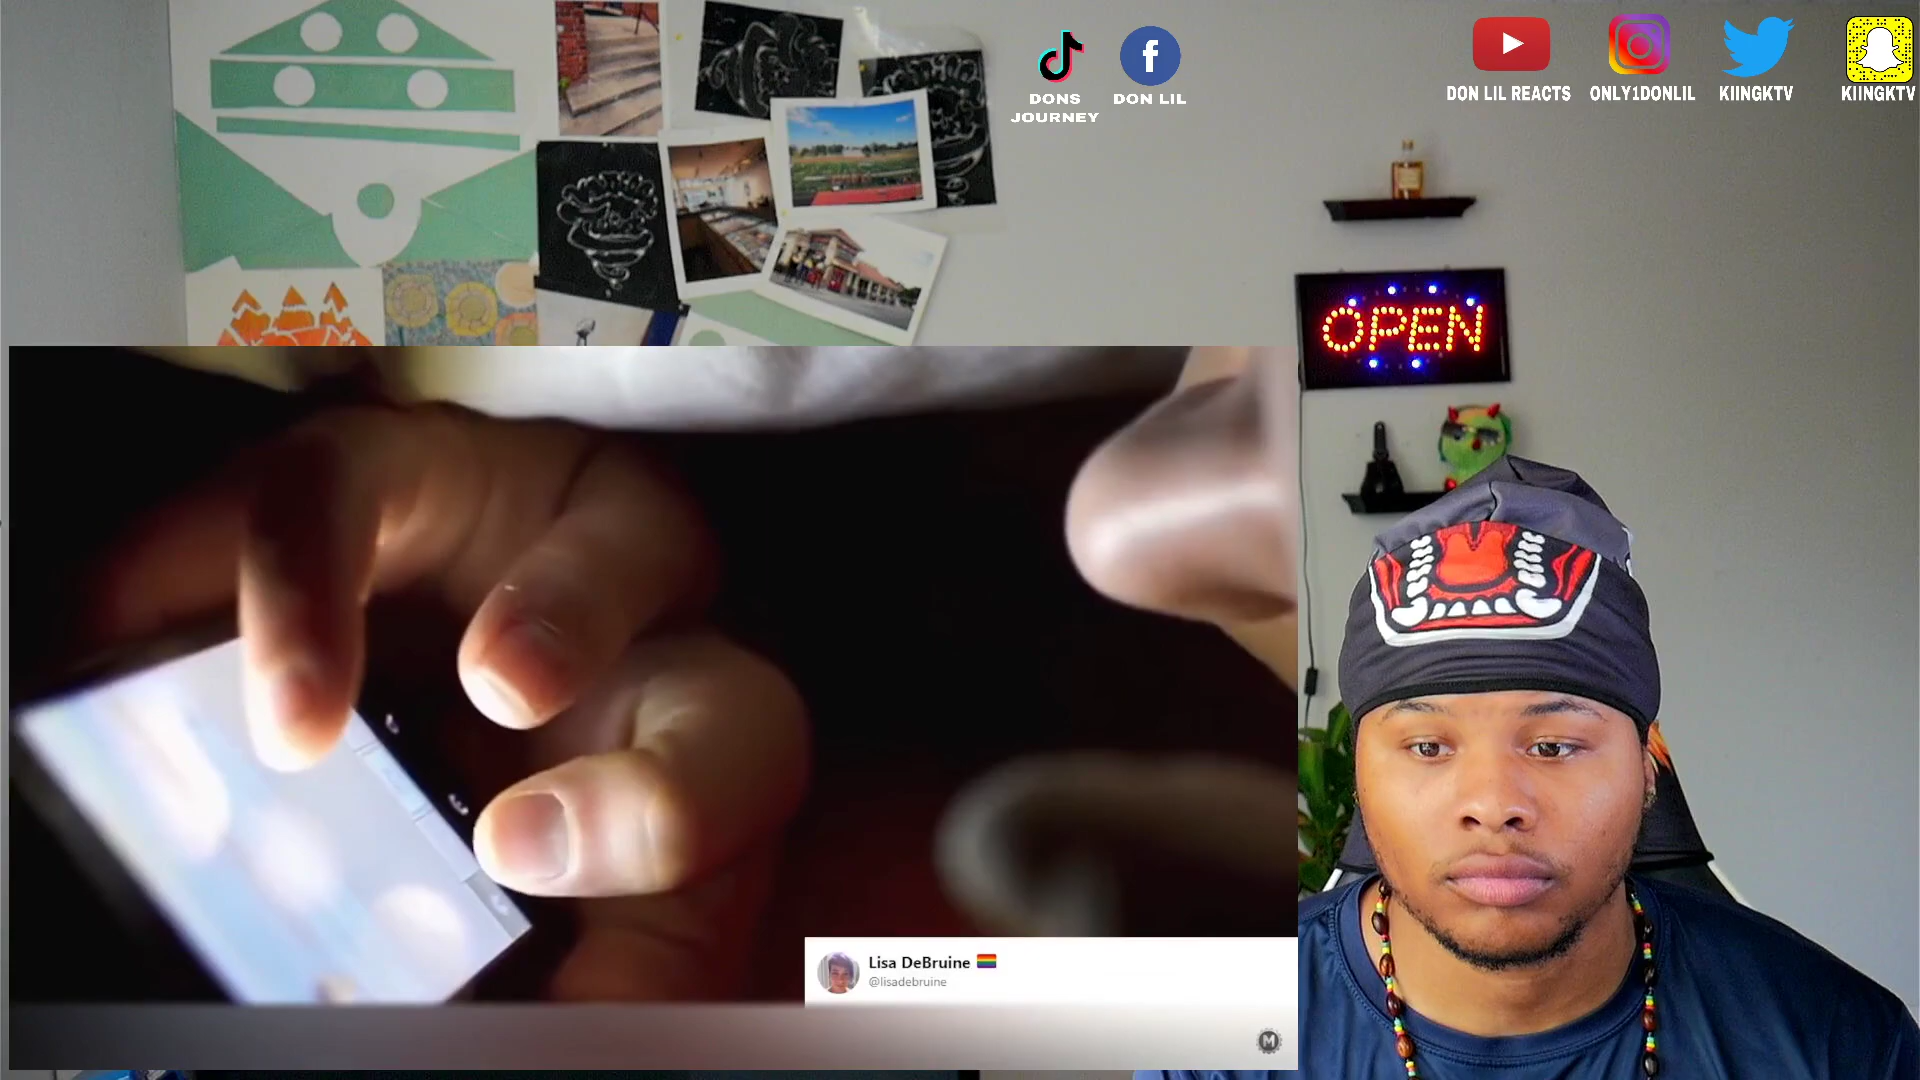 DONS
JOURNEY
DON LIL
DON LIL REACTS
ONLY1DONLIL
KIINGKTV
KIINGKTV
OPEN
Lisa DeBruine
@lisadebruine
M